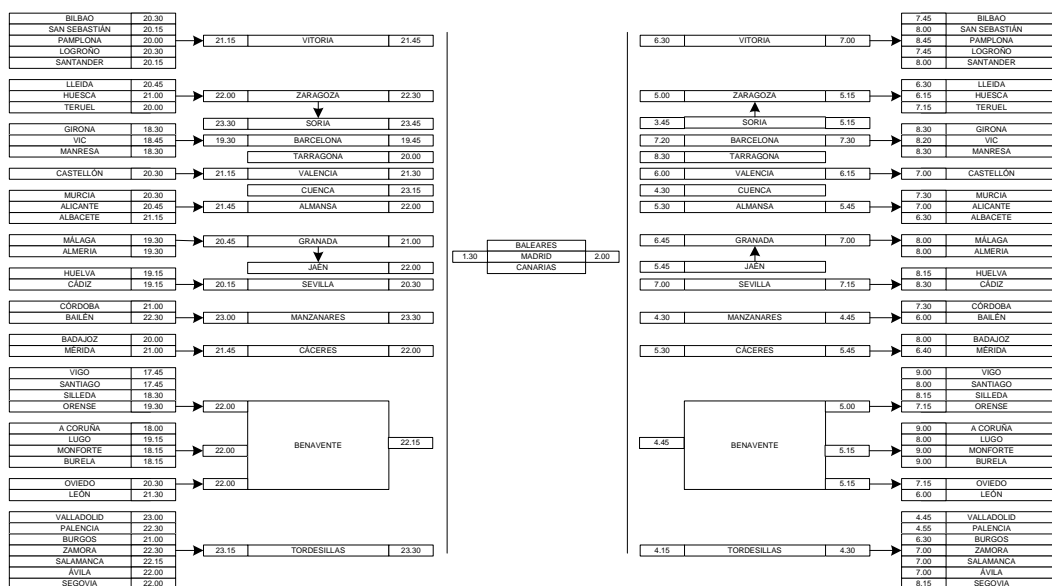 BILBAO 20.30
SAN SEBASTIÁN 20.15
PAMPLONA 20.00 21.15 VITORIA 21.45
LOGROÑO 20.30
SANTANDER 20.15
LLEIDA 20.45
HUESCA 21.00 22.00 ZARAGOZA 22.30
TERUEL 20.00
23.30 SORIA 23.45
GIRONA 18.30
VIC 18.45 19.30 BARCELONA 19.45
MANRESA 18.30
TARRAGONA 20.00
CASTELLÓN 20.30 21.15 VALENCIA 21.30
CUENCA 23.15
MURCIA 20.30
ALICANTE 20.45 21.45 ALMANSA 22.00
ALBACETE 21.15
MÁLAGA 19.30 20.45 GRANADA 21.00
ALMERIA 19.30
JAÉN 22.00
HUELVA 19.15
CÁDIZ 19.15 20.15 SEVILLA 20.30
CÓRDOBA 21.00
BAILÉN 22.30 23.00 MANZANARES 23.30
BADAJOZ 20.00
MÉRIDA 21.00 21.45 CÁCERES 22.00
VIGO 17.45
SANTIAGO 17.45
SILLEDA 18.30
ORENSE 19.30 22.00
A CORUÑA 18.00
LUGO 19.15
BENAVENTE 22.15
MONFORTE 18.15 22.00
BURELA 18.15
OVIEDO 20.30 22.00
LEÓN 21.30
VALLADOLID 23.00
PALENCIA 22.30
BURGOS 21.00
ZAMORA 22.30 23.15 TORDESILLAS 23.30
SALAMANCA 22.15
ÁVILA 22.00
SEGOVIA 22.00
BALEARES
1.30 MADRID 2.00
CANARIAS
7.45 BILBAO
8.00 SAN SEBASTIÁN
6.30 VITORIA 7.00 8.45 PAMPLONA
7.45 LOGROÑO
8.00 SANTANDER
6.30 LLEIDA
5.00 ZARAGOZA 5.15 6.15 HUESCA
7.15 TERUEL
3.45 SORIA 5.15
8.30 GIRONA
7.20 BARCELONA 7.30 8.20 VIC
8.30 MANRESA
8.30 TARRAGONA
6.00 VALENCIA 6.15 7.00 CASTELLÓN
4.30 CUENCA
7.30 MURCIA
5.30 ALMANSA 5.45 7.00 ALICANTE
6.30 ALBACETE
6.45 GRANADA 7.00 8.00 MÁLAGA
8.00 ALMERIA
5.45 JAÉN
8.15 HUELVA
7.00 SEVILLA 7.15 8.30 CÁDIZ
7.30 CÓRDOBA
4.30 MANZANARES 4.45 6.00 BAILÉN
8.00 BADAJOZ
5.30 CÁCERES 5.45 6.40 MÉRIDA
9.00 VIGO
8.00 SANTIAGO
8.15 SILLEDA
5.00 7.15 ORENSE
9.00 A CORUÑA
8.00 LUGO
4.45 BENAVENTE
5.15 9.00 MONFORTE
9.00 BURELA
5.15 7.15 OVIEDO
6.00 LEÓN
4.45 VALLADOLID
4.55 PALENCIA
6.30 BURGOS
4.15 TORDESILLAS 4.30 7.00 ZAMORA
7.00 SALAMANCA
7.00 ÁVILA
8.15 SEGOVIA